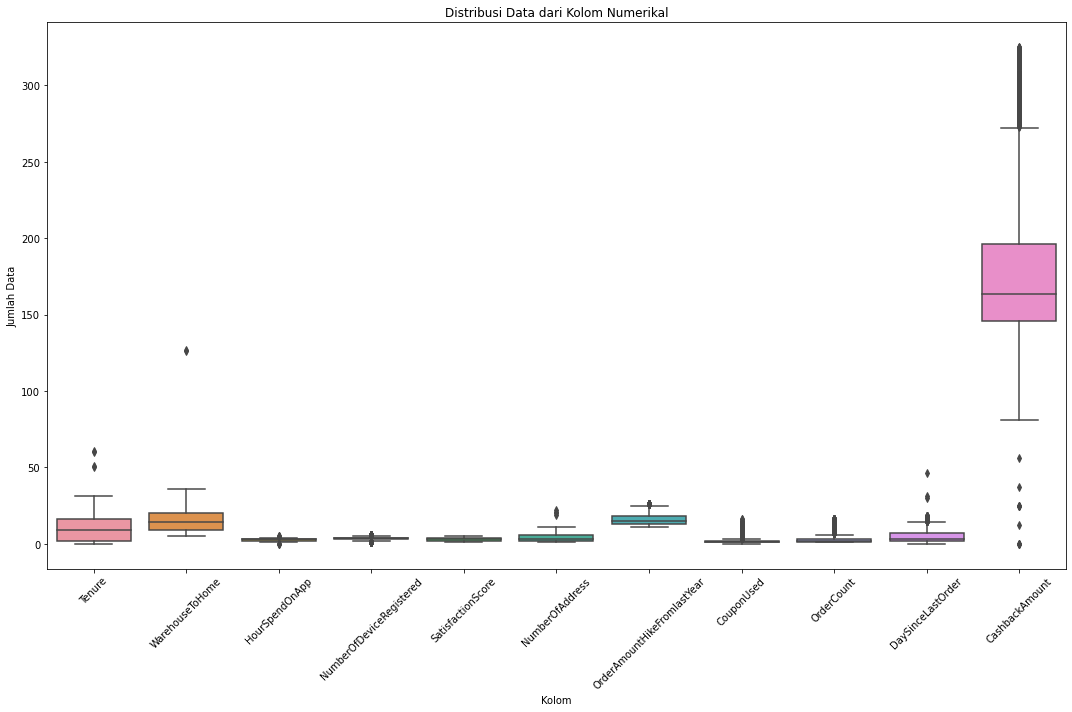 Distribusi Data dari Kolom Numerikal
Jumlah Data
300
250
200
150
100
50
0
Tenure
WarehouseToHome
HourSpendOnApp
NumberOfDeviceRegistered
SatisfactionScore
NumberOfAddress
OrderAmountHikeFromlastYear
CouponUsed
OrderCount
DaySinceLastOrder
CashbackAmount
Kolom